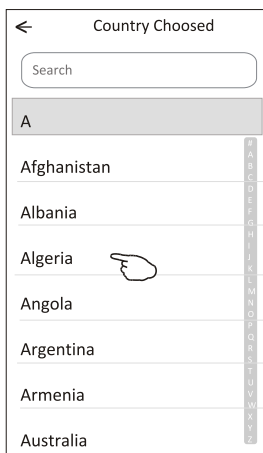 Country Choosed
Search
A
Afghanistan
Albania
Algeria
Angola
Argentina
Armenia
Australia
#
A
B
C
D
E
F
G
H
I
J
K
L
M
N
O
P
Q
R
S
T
U
V
W
X
Y
Z